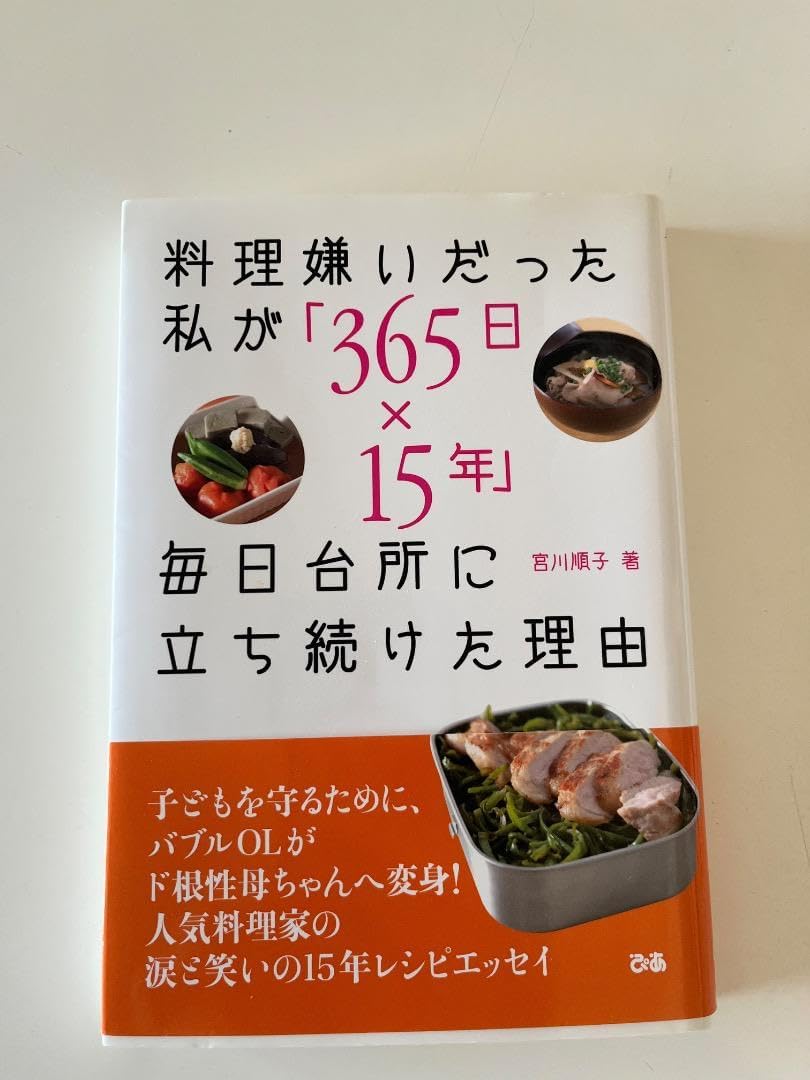 料理嫌いだった
私が「365日
×
15年」
毎日台所に
宮川順子 著
立ち続けた理由
子どもを守るために、
バブルOLが
ド根性母ちゃんへ変身!
人気料理家の
涙と笑いの15年レシピエッセイ
ぴあ